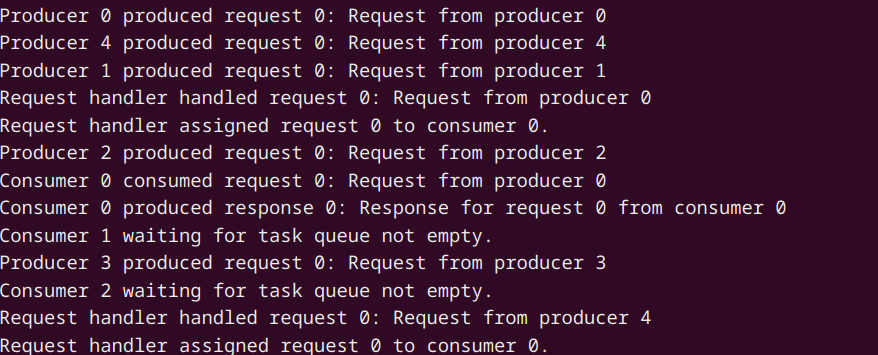 Producer 0 produced request 0: Request from producer 0
Producer 4 produced request 0: Request from producer 4
Producer 1 produced request 0: Request from producer 1
Request handler handled request 0: Request from producer 0
Request handler assigned request 0 to consumer 0.
Producer 2 produced request 0: Request from producer 2
Consumer 0 consumed request 0: Request from producer 0
Consumer 0 produced response 0: Response for request 0 from consumer 0
Consumer 1 waiting for task queue not empty.
Producer 3 produced request 0: Request from producer 3
Consumer 2 waiting for task queue not empty.
Request handler handled request 0: Request from producer 4
Request handler assigned request 0 to consumer 0.